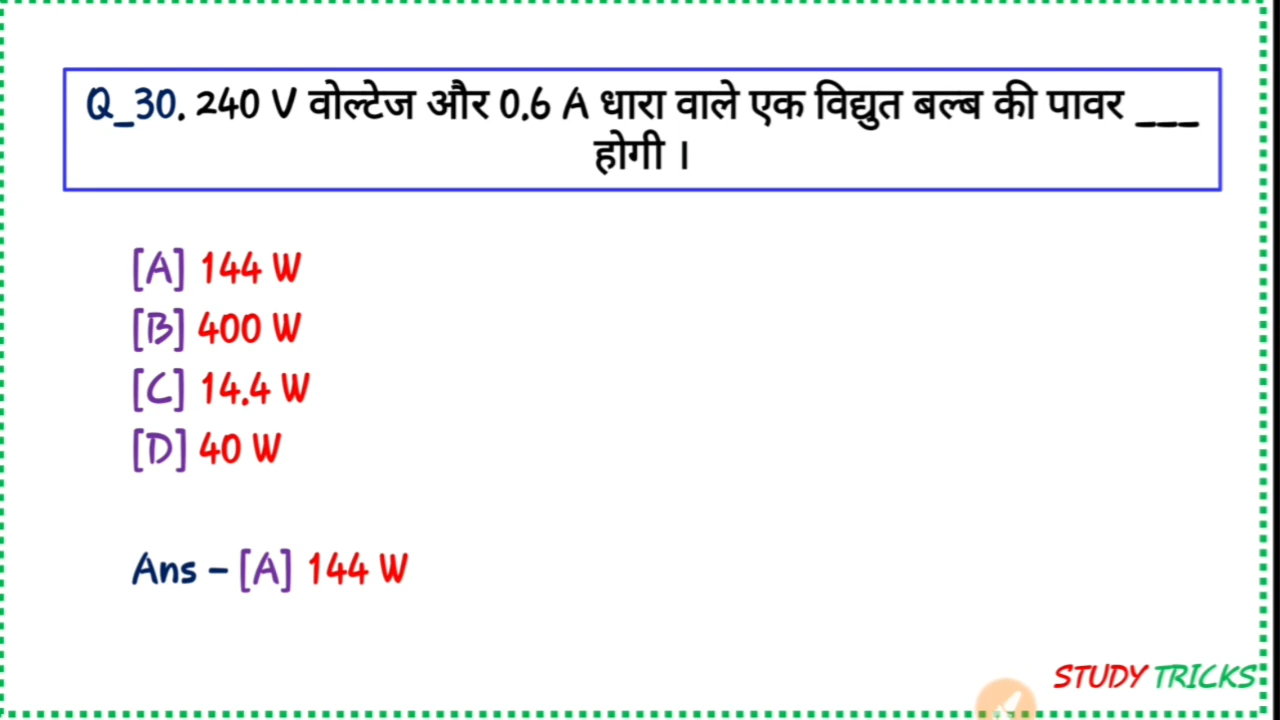 Q_30. 240 V वोल्टेज और 0.6 A धारा वाले एक विद्युत बल्ब की पावर ___
होगी ।
[A] 144 W
[B] 400 W
[C] 14.4 W
[D] 40 W
Ans – [A] 144 W
STUDY TRICKS